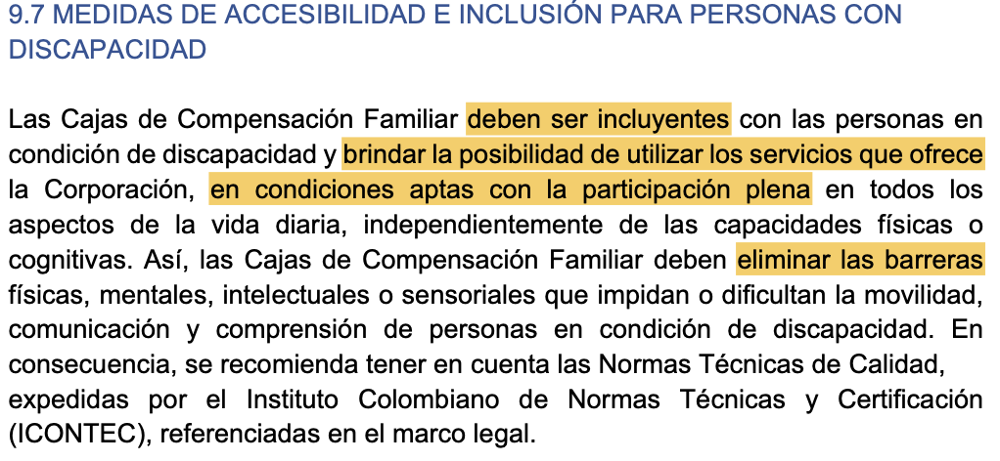 9.7 MEDIDAS DE ACCESIBILIDAD E INCLUSIÓN PARA PERSONAS CON
DISCAPACIDAD
Las Cajas de Compensación Familiar deben ser incluyentes con las personas en
condición de discapacidad y brindar la posibilidad de utilizar los servicios que ofrece
la Corporación, en condiciones aptas con la participación plena en todos los
aspectos de la vida diaria, independientemente de las capacidades físicas o
cognitivas. Así, las Cajas de Compensación Familiar deben eliminar las barreras
físicas, mentales, intelectuales o sensoriales que impidan o dificultan la movilidad,
comunicación y comprensión de personas en condición de discapacidad. En
consecuencia, se recomienda tener en cuenta las Normas Técnicas de Calidad,
expedidas por el Instituto Colombiano de Normas Técnicas y Certificación
(ICONTEC), referenciadas en el marco legal.